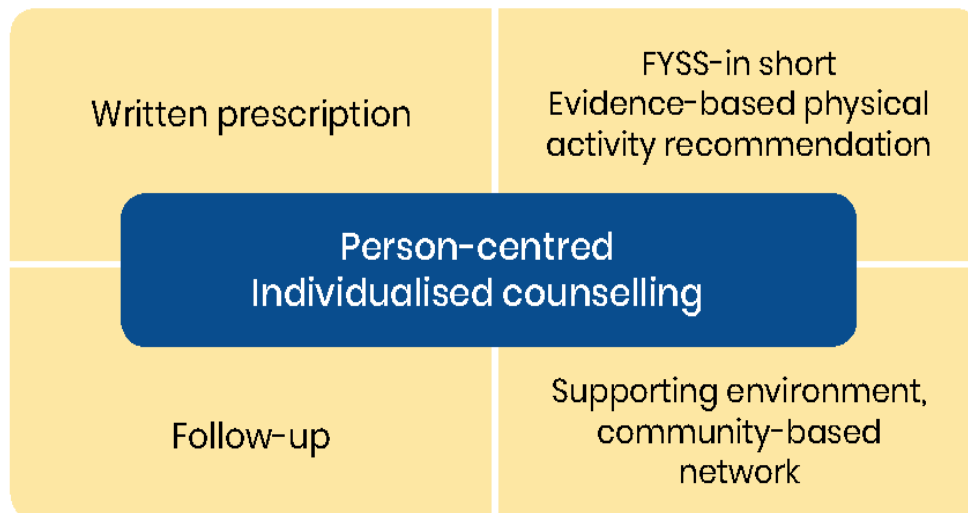 Written prescription
FYSS-in short
Evidence-based physical
activity recommendation
Person-centred
Individualised counselling
Follow-up
Supporting environment,
community-based
network